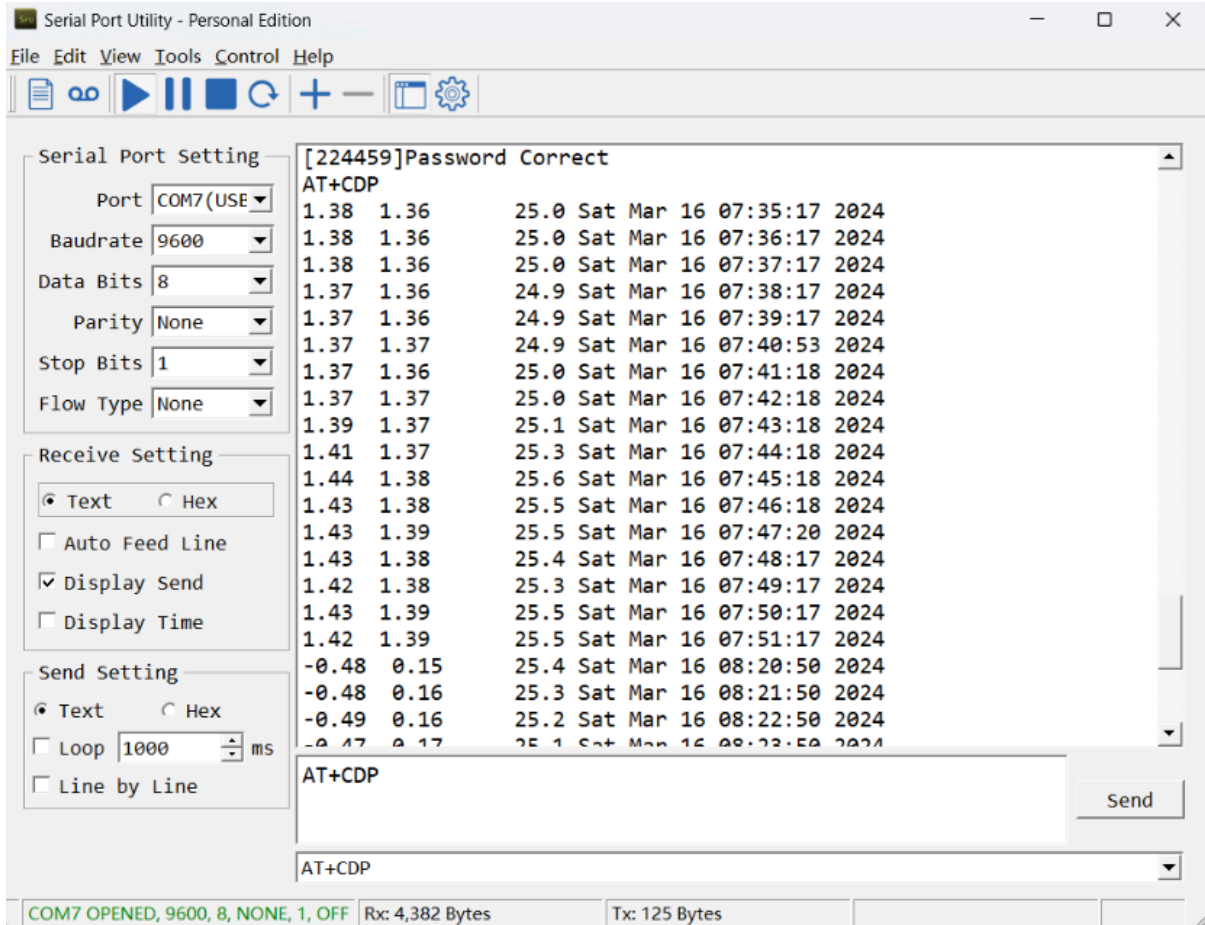 Serial Port Utility - Personal Edition
File Edit View Tools Control Help
Serial Port Setting
Port COM7(USB
Baudrate 9600
Data Bits 8
Parity None
Stop Bits 1
Flow Type None
Receive Setting
Text Hex
Auto Feed Line
Display Send
Display Time
Send Setting
Text Hex
Loop 1000 ms
Line by Line
[224459]Password Correct
AT+CDP
1.38 1.36 25.0 Sat Mar 16 07:35:17 2024
1.38 1.36 25.0 Sat Mar 16 07:36:17 2024
1.38 1.36 25.0 Sat Mar 16 07:37:17 2024
1.37 1.36 24.9 Sat Mar 16 07:38:17 2024
1.37 1.36 24.9 Sat Mar 16 07:39:17 2024
1.37 1.37 24.9 Sat Mar 16 07:40:53 2024
1.37 1.36 25.0 Sat Mar 16 07:41:18 2024
1.37 1.37 25.0 Sat Mar 16 07:42:18 2024
1.39 1.37 25.1 Sat Mar 16 07:43:18 2024
1.41 1.37 25.3 Sat Mar 16 07:44:18 2024
1.44 1.38 25.6 Sat Mar 16 07:45:18 2024
1.43 1.38 25.5 Sat Mar 16 07:46:18 2024
1.43 1.39 25.5 Sat Mar 16 07:47:20 2024
1.43 1.38 25.4 Sat Mar 16 07:48:17 2024
1.42 1.38 25.3 Sat Mar 16 07:49:17 2024
1.43 1.39 25.5 Sat Mar 16 07:50:17 2024
1.42 1.39 25.5 Sat Mar 16 07:51:17 2024
-0.48 0.15 25.4 Sat Mar 16 08:20:50 2024
-0.48 0.16 25.3 Sat Mar 16 08:21:50 2024
-0.49 0.16 25.2 Sat Mar 16 08:22:50 2024
-0.47 0.17 25.1 Sat Mar 16 08:23:50 2024
AT+CDP
Send
AT+CDP
COM7 OPENED, 9600, 8, NONE, 1, OFF Rx: 4,382 Bytes Tx: 125 Bytes